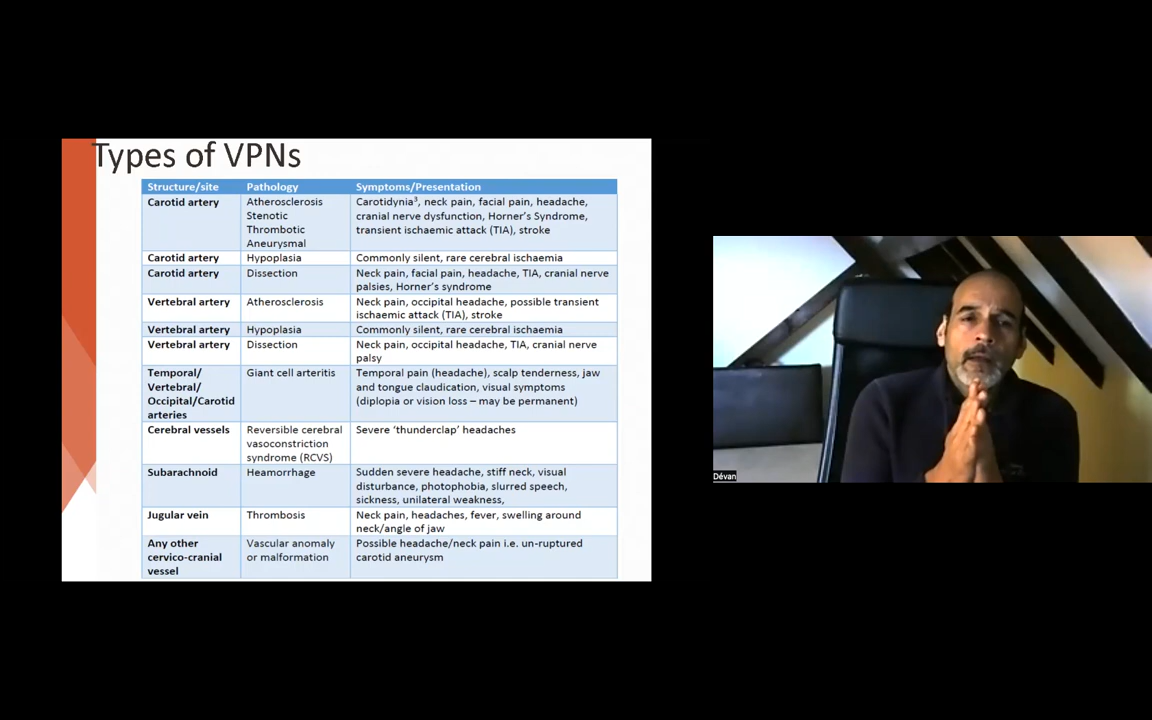 Types of VPNs
Structure/site Pathology Symptoms/Presentation
Carotid artery Atherosclerosis Carotidynia³, neck pain, facial pain, headache,
Stenotic cranial nerve dysfunction, Horner's Syndrome,
Thrombotic transient ischaemic attack (TIA), stroke
Aneurysmal
Carotid artery Hypoplasia Commonly silent, rare cerebral ischaemia
Carotid artery Dissection Neck pain, facial pain, headache, TIA, cranial nerve
palsies, Horner's syndrome
Vertebral artery Atherosclerosis Neck pain, occipital headache, possible transient
ischaemic attack (TIA), stroke
Vertebral artery Hypoplasia Commonly silent, rare cerebral ischaemia
Vertebral artery Dissection Neck pain, occipital headache, TIA, cranial nerve
palsy
Temporal/ Giant cell arteritis Temporal pain (headache), scalp tenderness, jaw
Vertebral/ and tongue claudication, visual symptoms
Occipital/Carotid (diplopia or vision loss – may be permanent)
arteries
Cerebral vessels Reversible cerebral Severe 'thunderclap' headaches
vasoconstriction
syndrome (RCVS)
Subarachnoid Heamorrhage Sudden severe headache, stiff neck, visual
disturbance, photophobia, slurred speech,
sickness, unilateral weakness,
Jugular vein Thrombosis Neck pain, headaches, fever, swelling around
neck/angle of jaw
Any other Vascular anomaly Possible headache/neck pain i.e. un-ruptured
cervico-cranial or malformation carotid aneurysm
vessel
Dévan